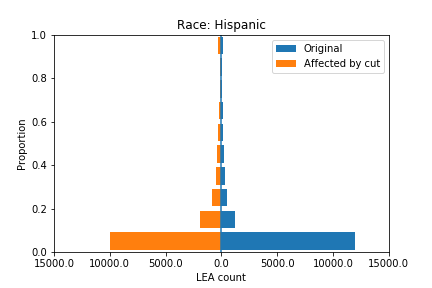 Race: Hispanic
1.0
0.8
0.6
0.4
0.2
0.0
Proportion
Original
Affected by cut
15000.0 10000.0 5000.0 0.0 5000.0 10000.0 15000.0
LEA count